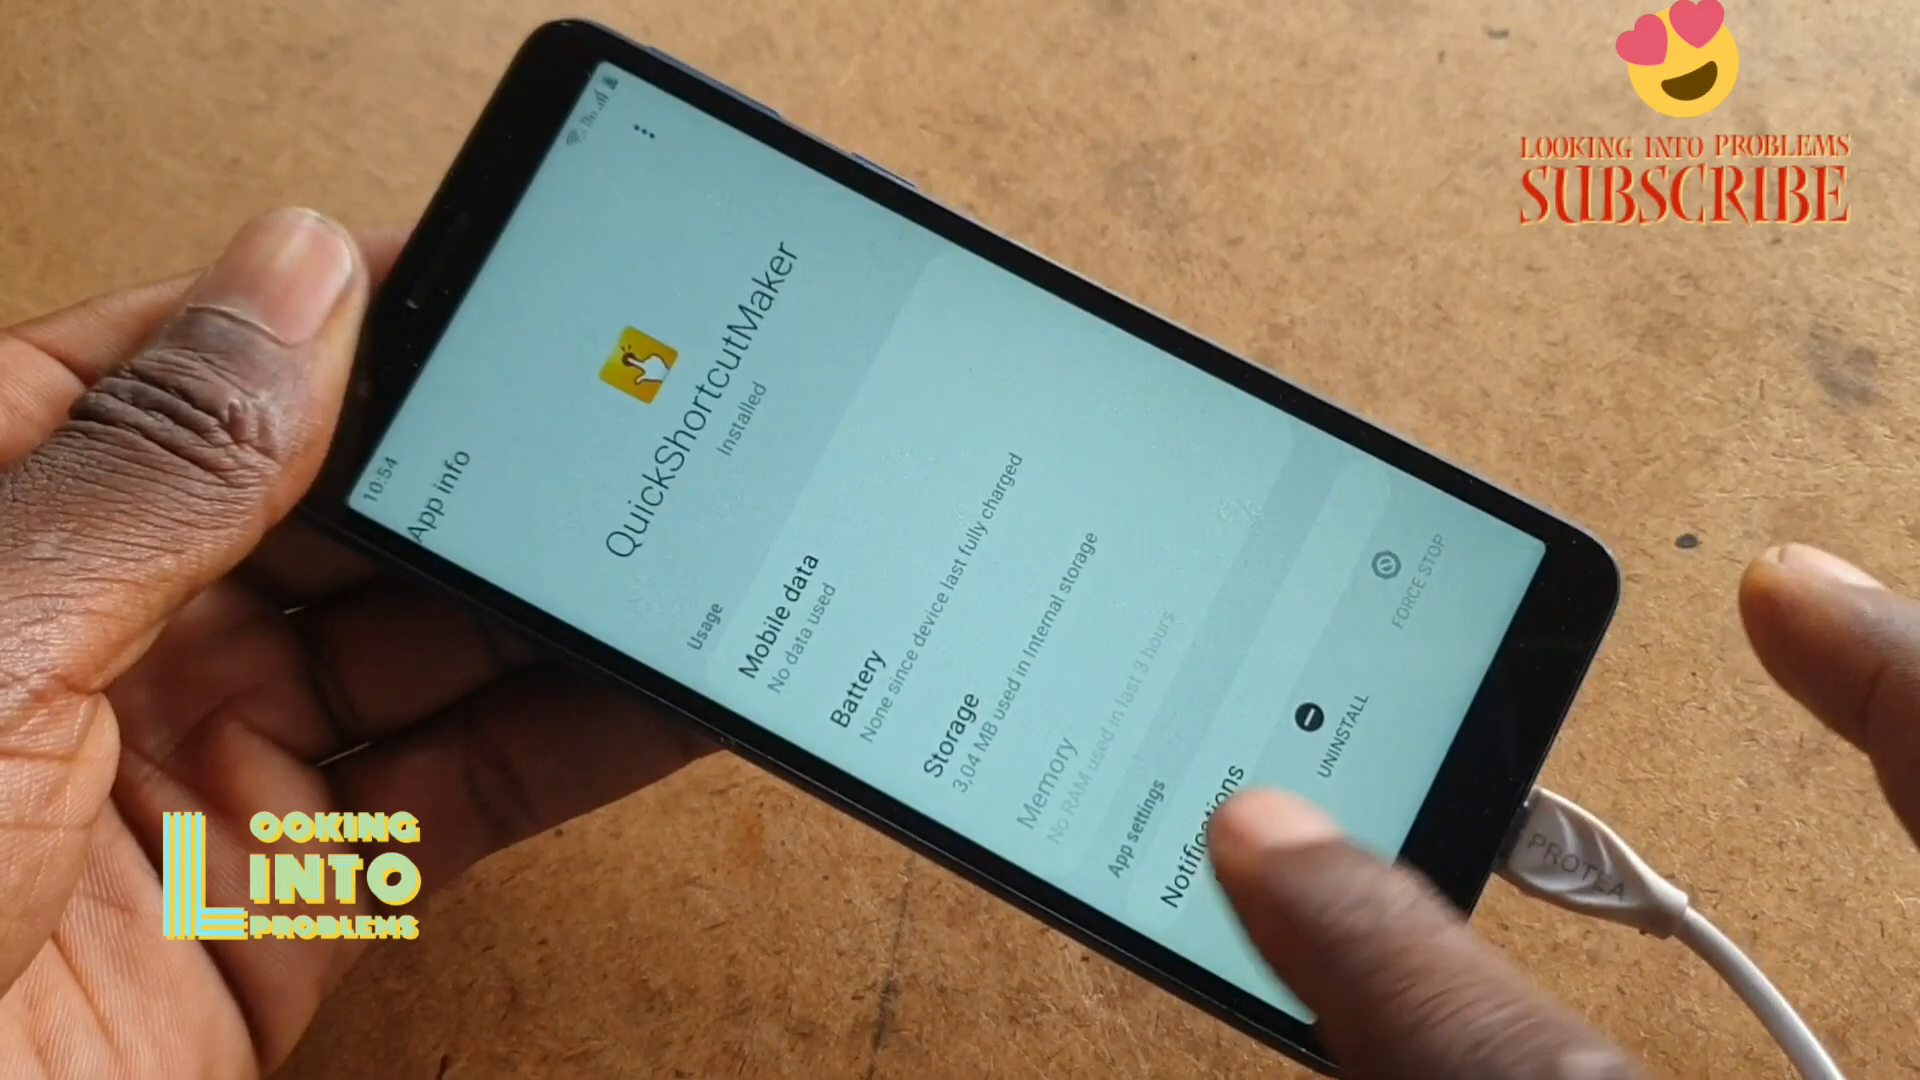 LOOKING INTO PROBLEMS
SUBSCRIBE
10:54
App info
QuickShortcutMaker
Installed
Usage
Mobile data
No data used
Battery
None since device last fully charged
Storage
3,04 MB used in Internal storage
Memory
No RAM used in last 3 hours
App settings
Notifications
UNINSTALL
FORCE STOP
PROTEA
LOOKING
INTO
PROBLEMS